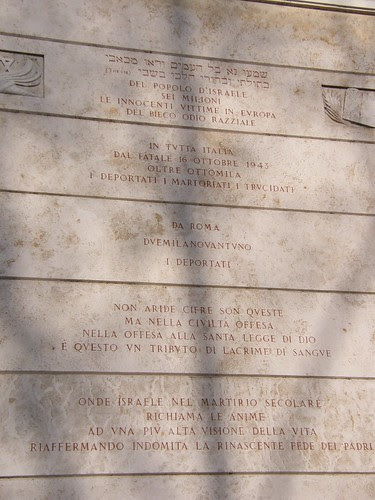 שמעו נא כל העמים וראו מכאבי
בתולתי ובחורי הלכו בשבי
DEL POPOLO D'ISRAELE
SEI MILIONI
LE INNOCENTI VITTIME IN EVROPA
DEL BIECO ODIO RAZZIALE
IN TVTTA ITALIA
DAL FATALE 16 OTTOBRE 1943
OLTRE OTTOMILA
I DEPORTATI I MARTORIATI I TRVCIDATI
DA ROMA
DVEMILANOVANTVNO
I DEPORTATI
NON ARIDE CIFRE SON QVESTE
MA NELLA CIVILTÀ OFFESA
NELLA OFFESA ALLA SANTA LEGGE DI DIO
È QVESTO VN TRIBVTO DI LACRIME DI SANGVE
ONDE ISRAELE NEL MARTIRIO SECOLARE
RICHIAMA LE ANIME
AD VNA PIV ALTA VISIONE DELLA VITA
RIAFFERMANDO INDOMITA LA RINASCENTE FEDE DEI PADRI